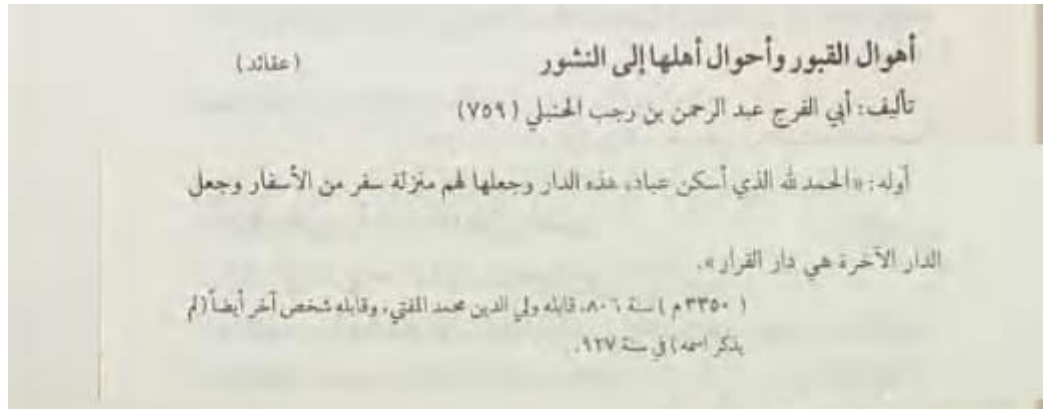 أهوال القبور وأحوال أهلها إلى النشور (عقائد)
تأليف: أبي الفرج عبد الرحمن بن رجب الحنبلي (٧٥٩)
أوله: «الحمد لله الذي أسكن عباده هذه الدار وجعلها لهم منزلة سفر من الأسفار وجعل
الدار الآخرة هي دار القرار».
( ٣٣٥٠ م ) سنة ٨٠٦، قابله ولي الدين محمد المفتي، وقابله شخص آخر أيضاً (لم
يذكر اسمه) في سنة ٩٢٧.